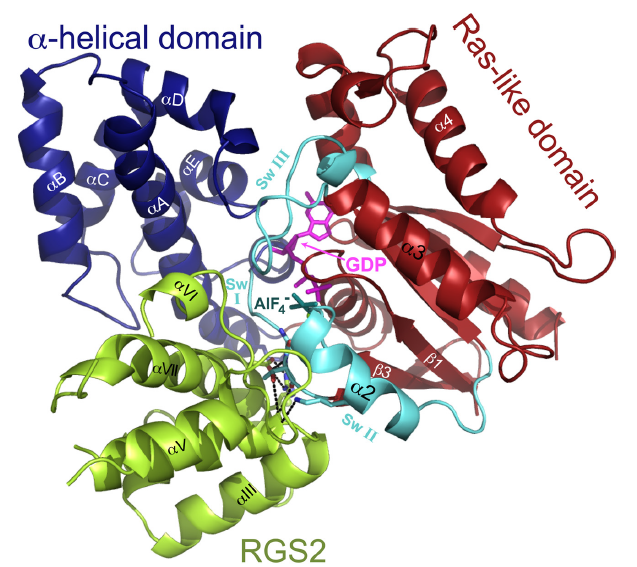 α-helical domain
Ras-like domain
αD
α4
αB
αC
αE
αA
Sw III
α3
GDP
Sw
I
AlF4-
αVI
αVII
β3
β1
α2
Sw II
αV
αIII
RGS2